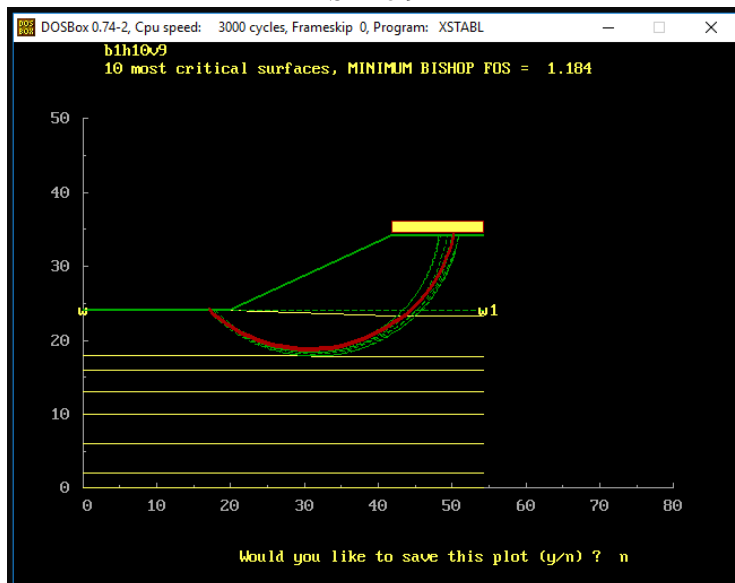 DOSBox 0.74-2, Cpu speed:    3000 cycles, Frameskip  0, Program:   XSTABL
DOS BOX
b1h10v9
10 most critical surfaces, MINIMUM BISHOP FOS =  1.184
50
40
30
w w1
20
10
0
0 10 20 30 40 50 60 70 80
Would you like to save this plot (y/n) ?  n